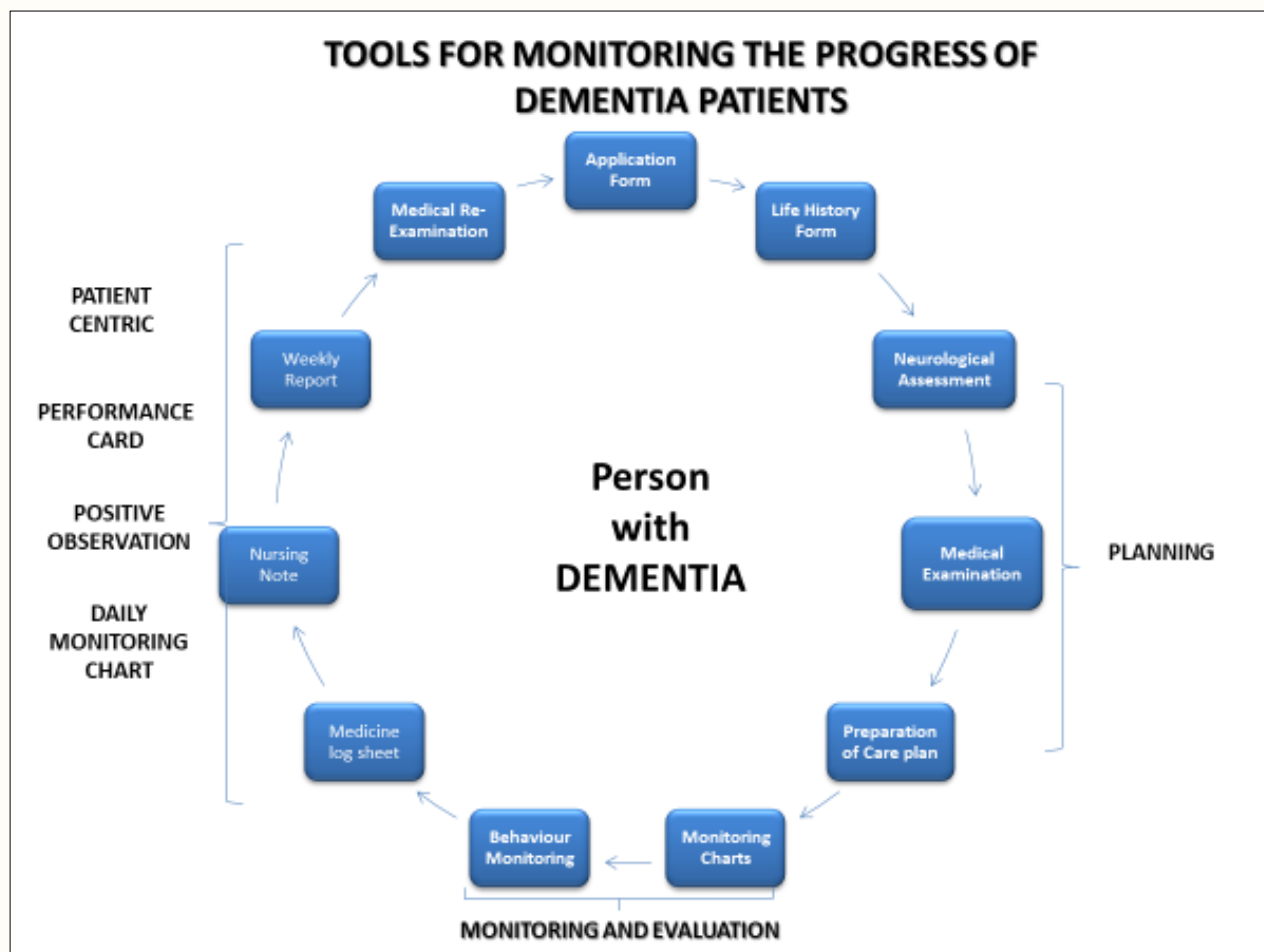 TOOLS FOR MONITORING THE PROGRESS OF
DEMENTIA PATIENTS
Application
Form
Life History
Form
Neurological
Assessment
Medical
Examination
Preparation
of Care plan
Monitoring
Charts
Behaviour
Monitoring
Medicine
log sheet
Nursing
Note
Weekly
Report
Medical Re-
Examination
Person
with
DEMENTIA
PLANNING
MONITORING AND EVALUATION
PATIENT
CENTRIC
PERFORMANCE
CARD
POSITIVE
OBSERVATION
DAILY
MONITORING
CHART